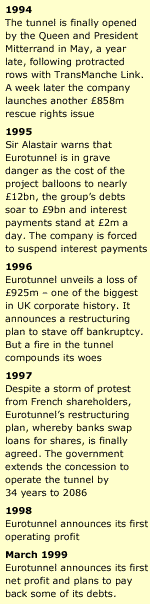 1994
The tunnel is finally opened
by the Queen and President
Mitterrand in May, a year
late, following protracted
rows with TransManche Link.
A week later the company
launches another £858m
rescue rights issue
1995
Sir Alastair warns that
Eurotunnel is in grave
danger as the cost of the
project balloons to nearly
£12bn, the group’s debts
soar to £9bn and interest
payments stand at £2m a
day. The company is forced
to suspend interest payments
1996
Eurotunnel unveils a loss of
£925m – one of the biggest
in UK corporate history. It
announces a restructuring
plan to stave off bankruptcy.
But a fire in the tunnel
compounds its woes
1997
Despite a storm of protest
from French shareholders,
Eurotunnel’s restructuring
plan, whereby banks swap
loans for shares, is finally
agreed. The government
extends the concession to
operate the tunnel by
34 years to 2086
1998
Eurotunnel announces its first
operating profit
March 1999
Eurotunnel announces its first
net profit and plans to pay
back some of its debts.